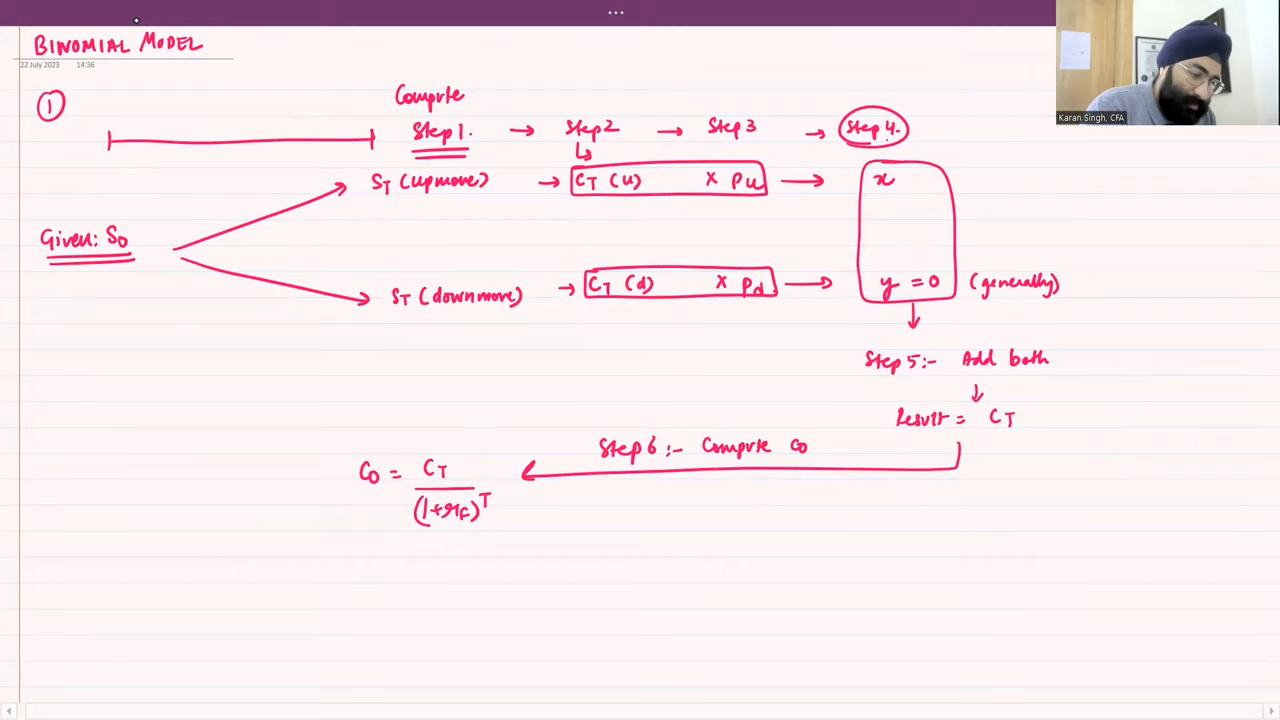 BINOMIAL MODEL
22 July 2023 14:36
Karan Singh, CFA
①
Compute
Step 1. → Step 2 → Step 3 → Step 4.
ST (upmove) → CT (u) x Pu → x
Given: S0
ST (downmove) → CT (d) x Pd → y = 0 (generally)
Step 5:- Add both
Result = CT
Step 6:- Compute C0
C0 = CT
(1+rF)^T